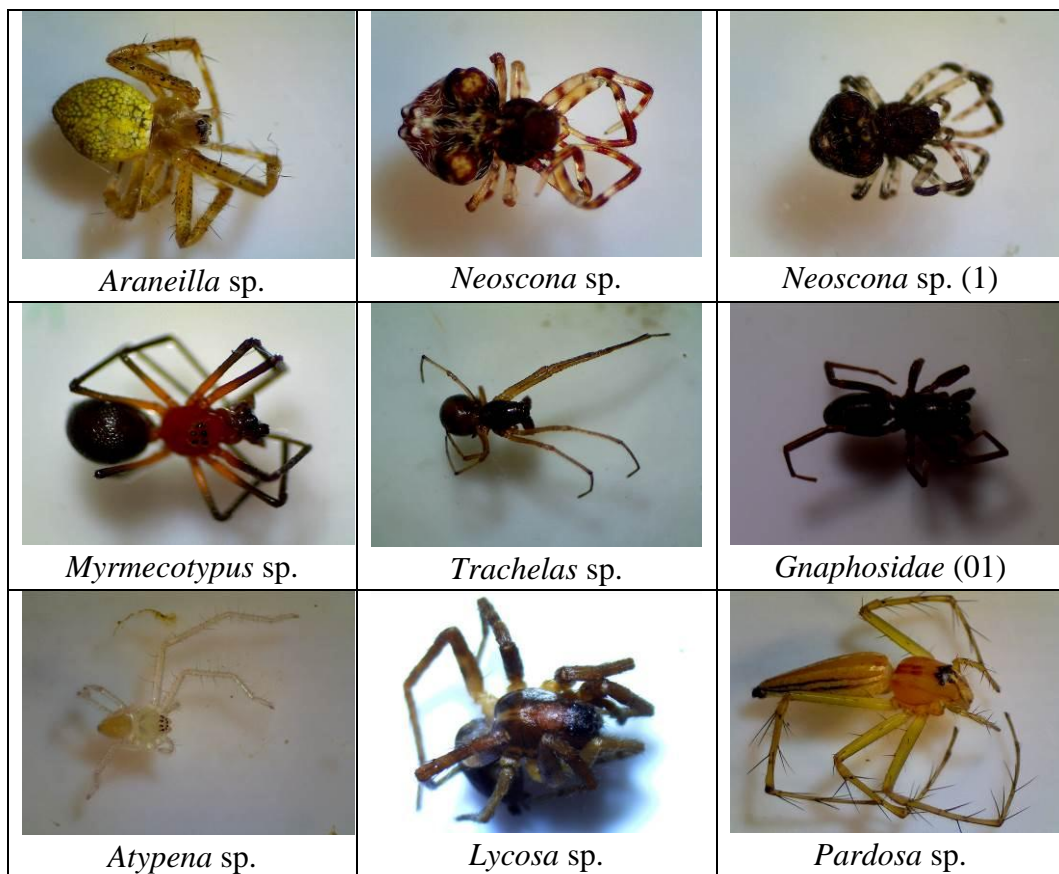 Araneilla sp.
Neoscona sp.
Neoscona sp. (1)
Myrmecotypus sp.
Trachelas sp.
Gnaphosidae (01)
Atypena sp.
Lycosa sp.
Pardosa sp.